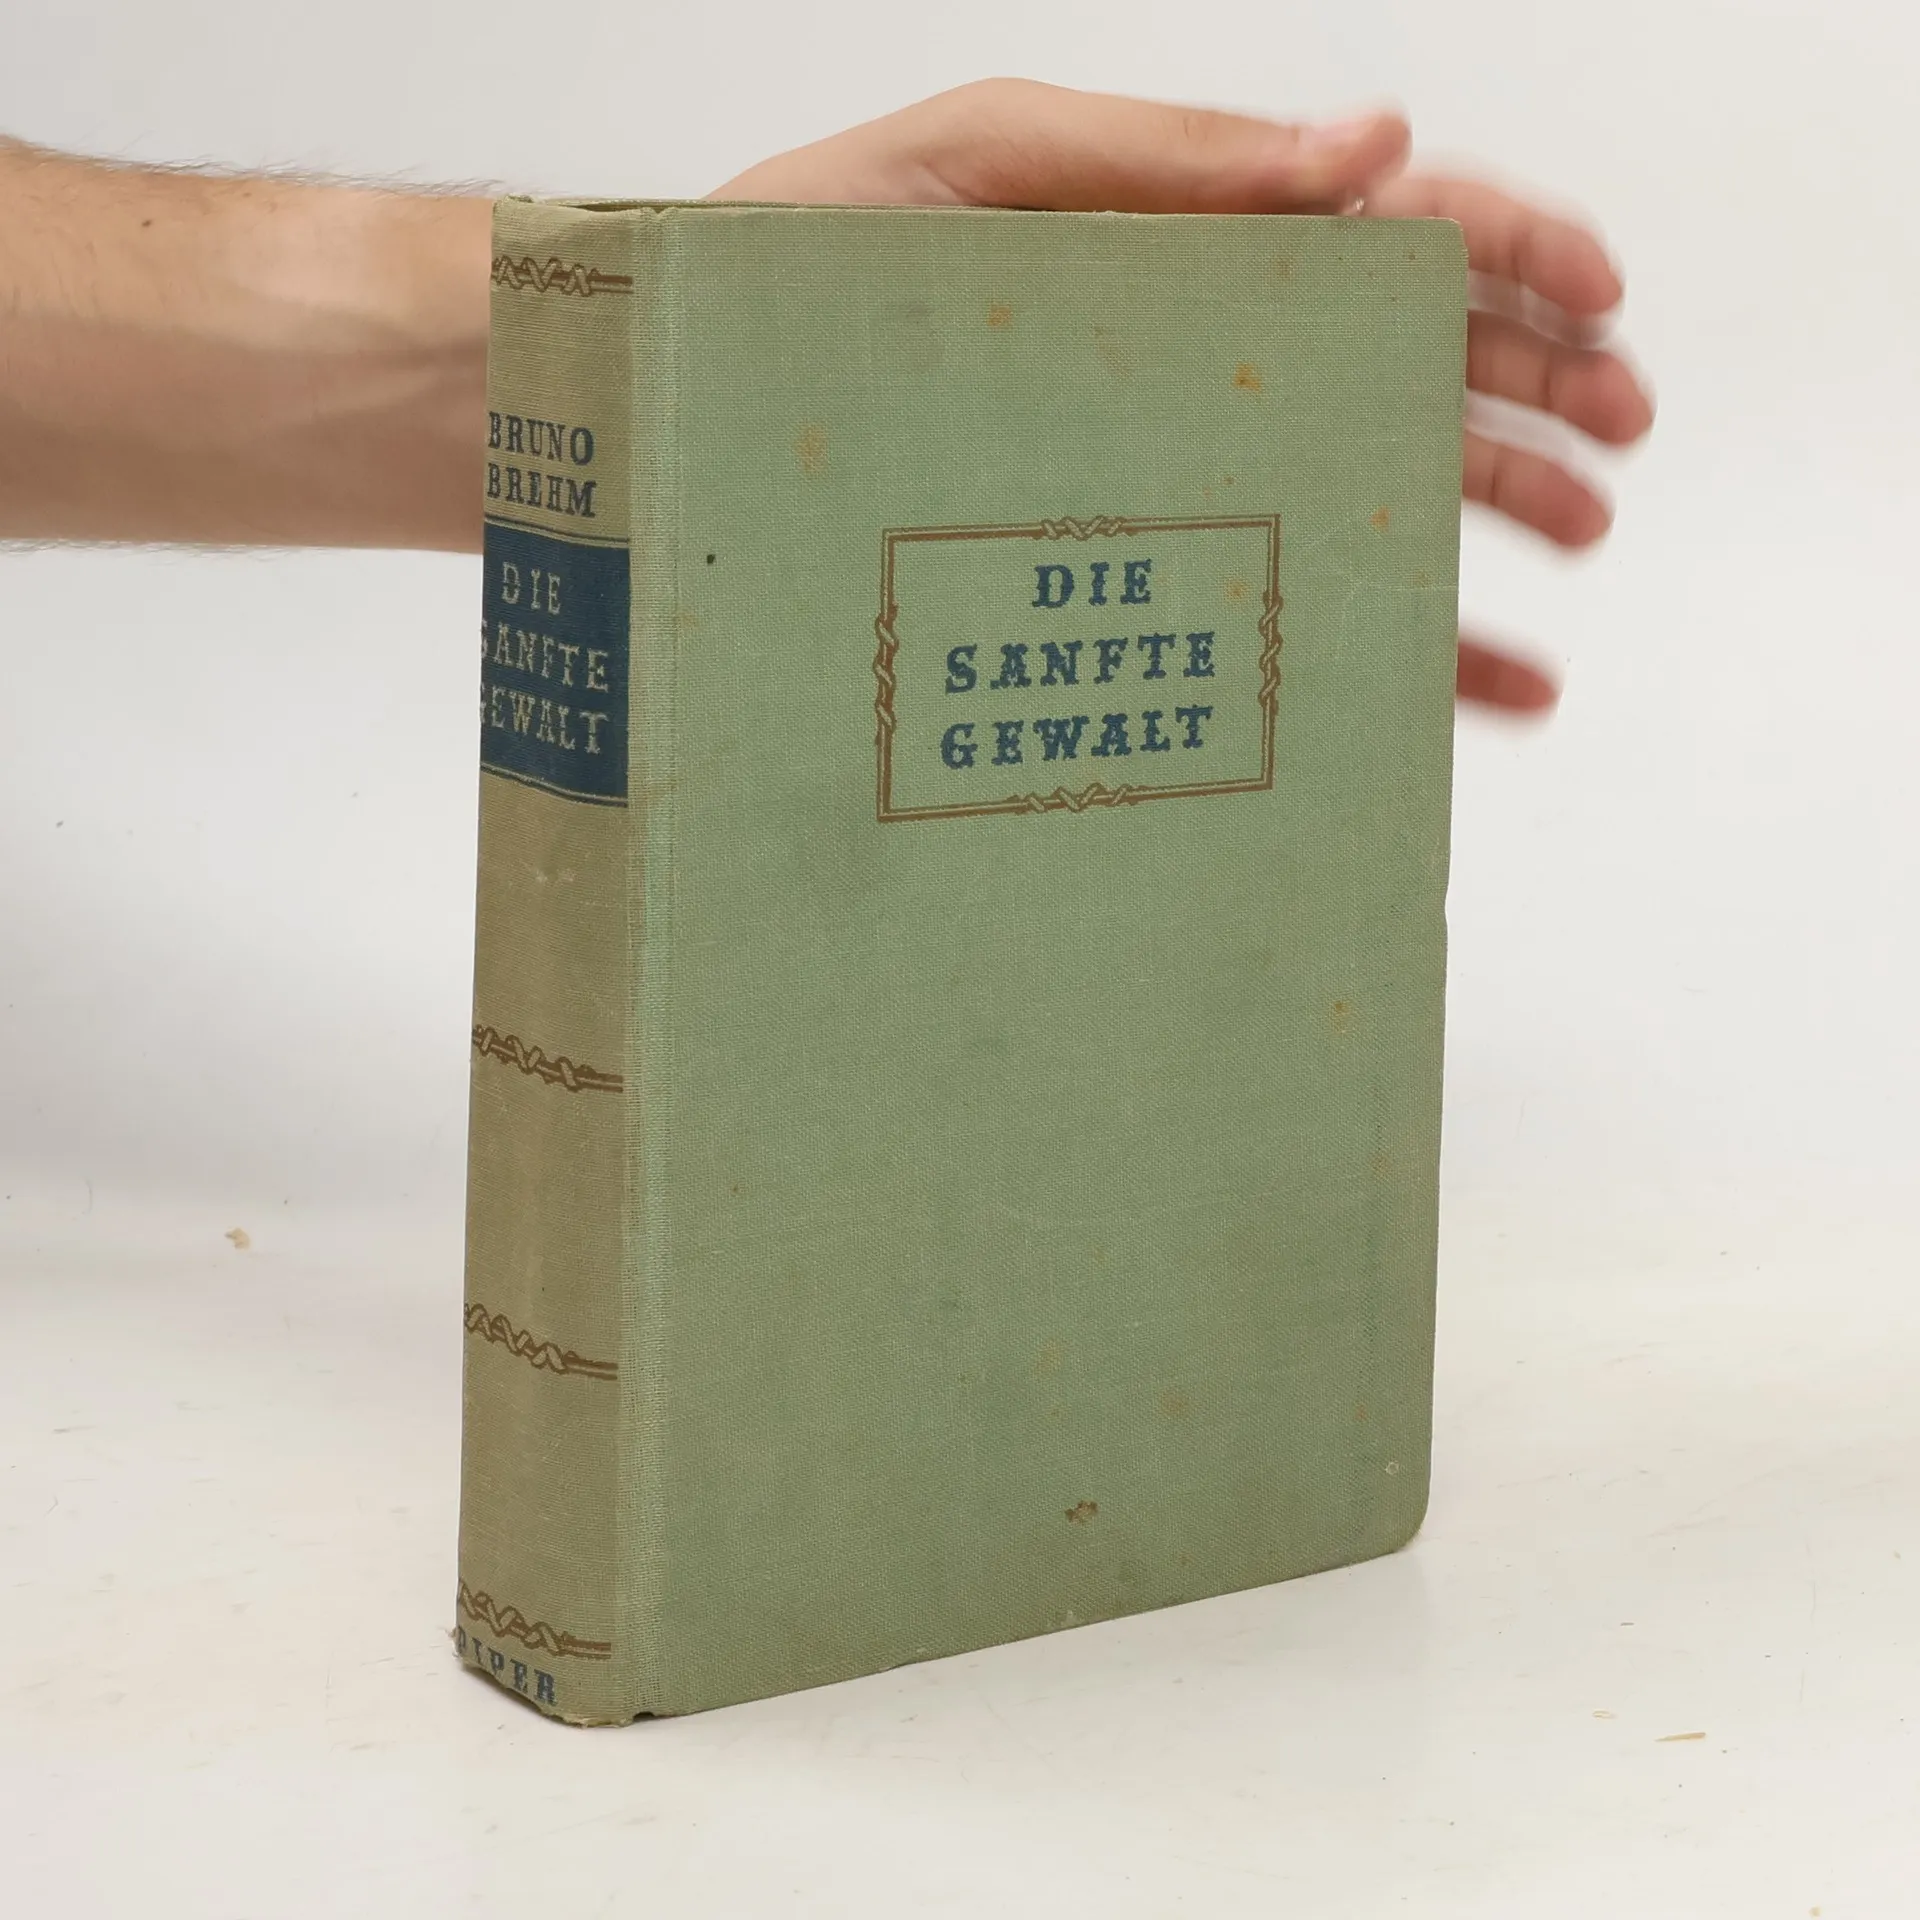 BRUNO
BREHM
DIE
SANFTE
GEWALT
PIPER
DIE
SANFTE
GEWALT